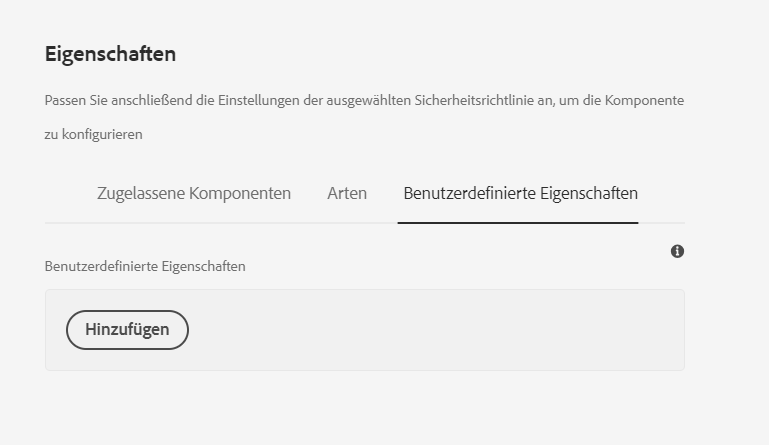 Eigenschaften
Passen Sie anschließend die Einstellungen der ausgewählten Sicherheitsrichtlinie an, um die Komponente
zu konfigurieren
Zugelassene Komponenten Arten Benutzerdefinierte Eigenschaften
Benutzerdefinierte Eigenschaften
Hinzufügen